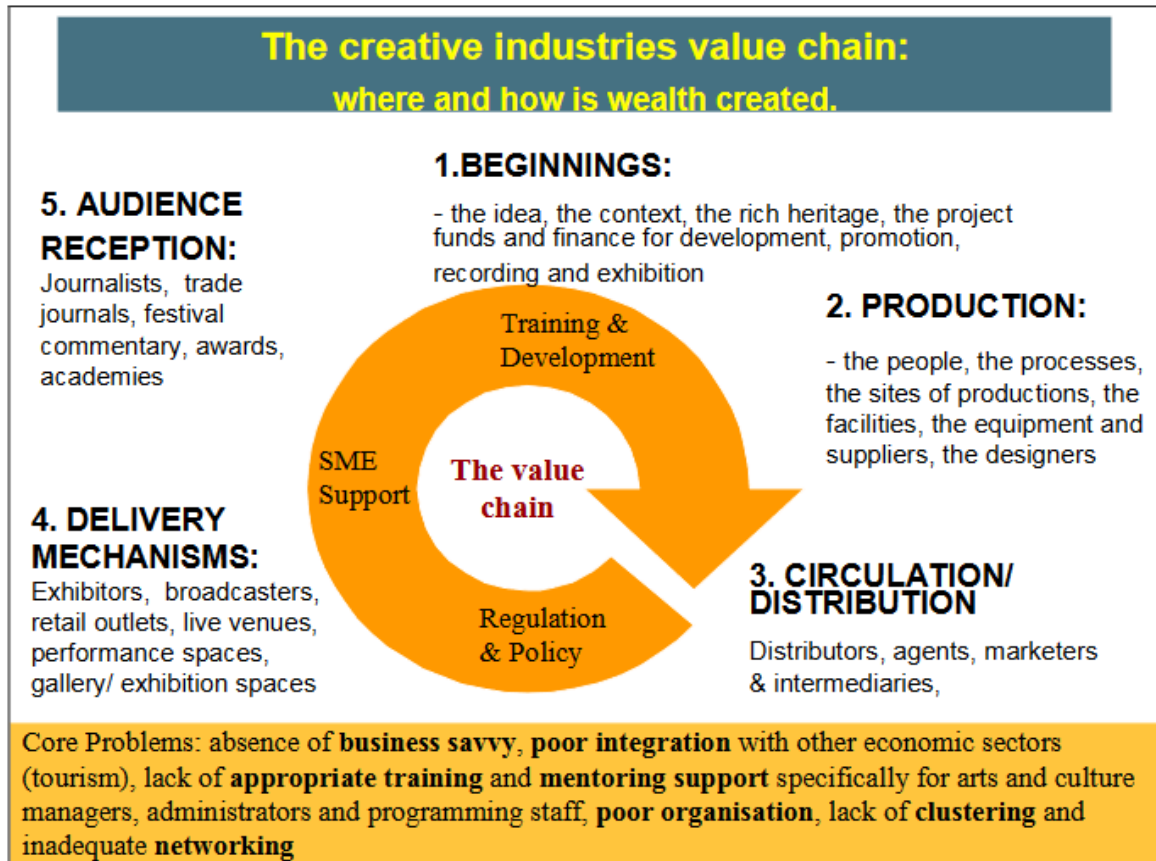 The creative industries value chain:
where and how is wealth created.
1.BEGINNINGS:
- the idea, the context, the rich heritage, the project
funds and finance for development, promotion,
recording and exhibition
2. PRODUCTION:
- the people, the processes,
the sites of productions, the
facilities, the equipment and
suppliers, the designers
3. CIRCULATION/
DISTRIBUTION
Distributors, agents, marketers
& intermediaries,
4. DELIVERY
MECHANISMS:
Exhibitors, broadcasters,
retail outlets, live venues,
performance spaces,
gallery/ exhibition spaces
5. AUDIENCE
RECEPTION:
Journalists, trade
journals, festival
commentary, awards,
academies
Training &
Development
SME
Support
The value
chain
Regulation
& Policy
Core Problems: absence of business savvy, poor integration with other economic sectors
(tourism), lack of appropriate training and mentoring support specifically for arts and culture
managers, administrators and programming staff, poor organisation, lack of clustering and
inadequate networking